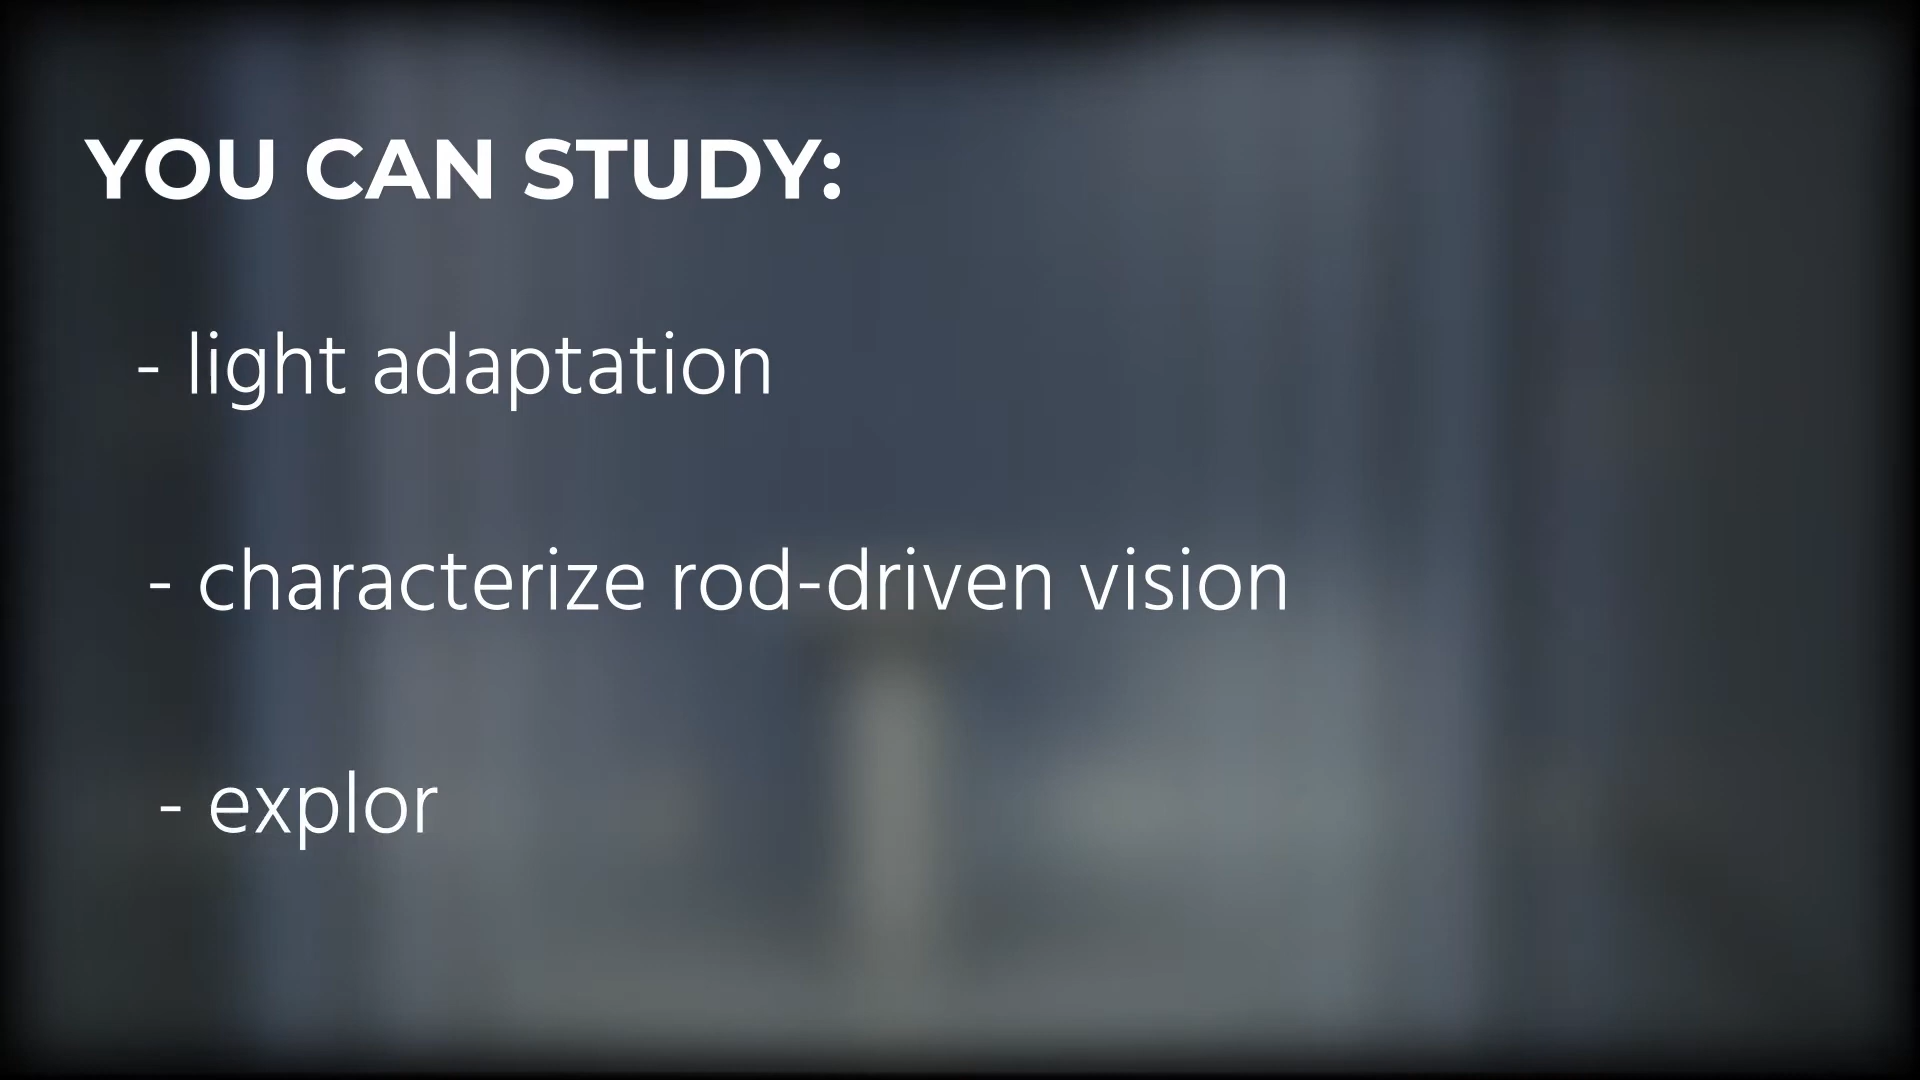 YOU CAN STUDY:
- light adaptation
- characterize rod-driven vision
- explor